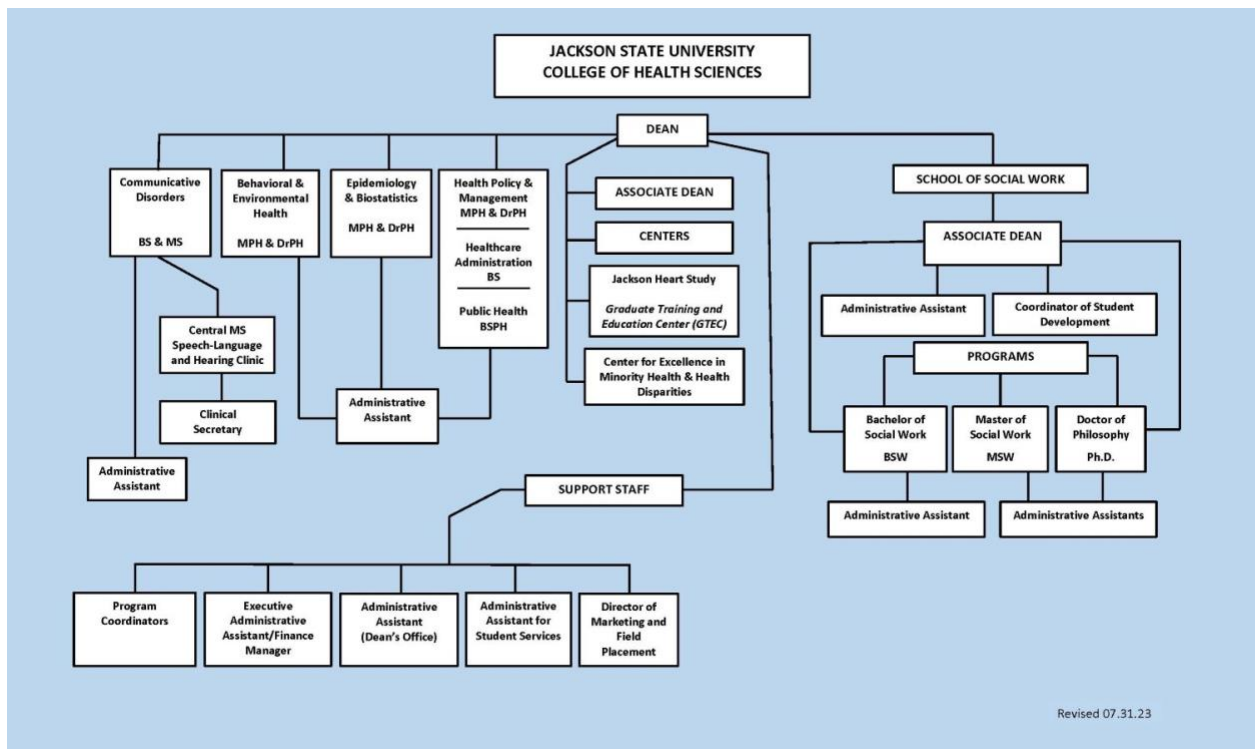 JACKSON STATE UNIVERSITY
COLLEGE OF HEALTH SCIENCES
DEAN
Communicative
Disorders
BS & MS
Behavioral &
Environmental
Health
MPH & DrPH
Epidemiology
& Biostatistics
MPH & DrPH
Health Policy &
Management
MPH & DrPH
Healthcare
Administration
BS
Public Health
BSPH
ASSOCIATE DEAN
CENTERS
Jackson Heart Study
Graduate Training and
Education Center (GTEC)
Center for Excellence in
Minority Health & Health
Disparities
SCHOOL OF SOCIAL WORK
ASSOCIATE DEAN
Administrative Assistant
Coordinator of Student
Development
PROGRAMS
Bachelor of
Social Work
BSW
Master of
Social Work
MSW
Doctor of
Philosophy
Ph.D.
Administrative Assistant
Administrative Assistants
Central MS
Speech-Language
and Hearing Clinic
Clinical
Secretary
Administrative
Assistant
Administrative
Assistant
SUPPORT STAFF
Program
Coordinators
Executive
Administrative
Assistant/Finance
Manager
Administrative
Assistant
(Dean's Office)
Administrative
Assistant for
Student Services
Director of
Marketing and
Field
Placement
Revised 07.31.23